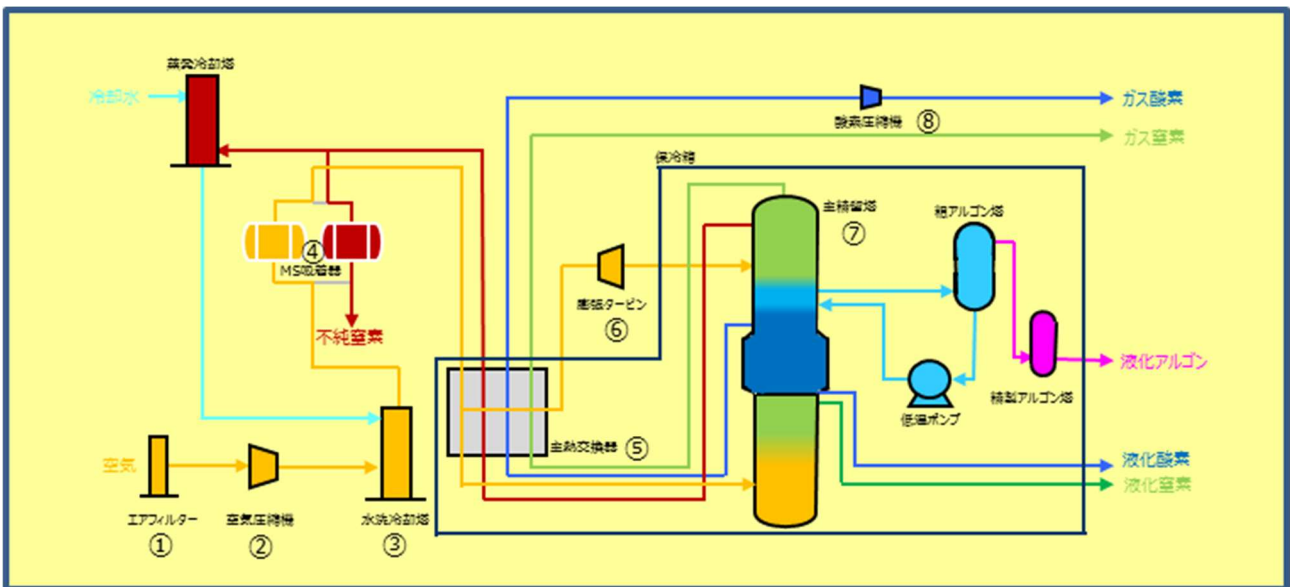 蒸発冷却塔
冷却水
ガス酸素
酸素圧縮機 ⑧
ガス窒素
保冷箱
主精留塔
⑦
粗アルゴン塔
④
MS吸着器
膨張タービン
⑥
不純窒素
液化アルゴン
精製アルゴン塔
低温ポンプ
主熱交換器 ⑤
空気
液化酸素
液化窒素
エアフィルター
①
空気圧縮機
②
水洗冷却塔
③